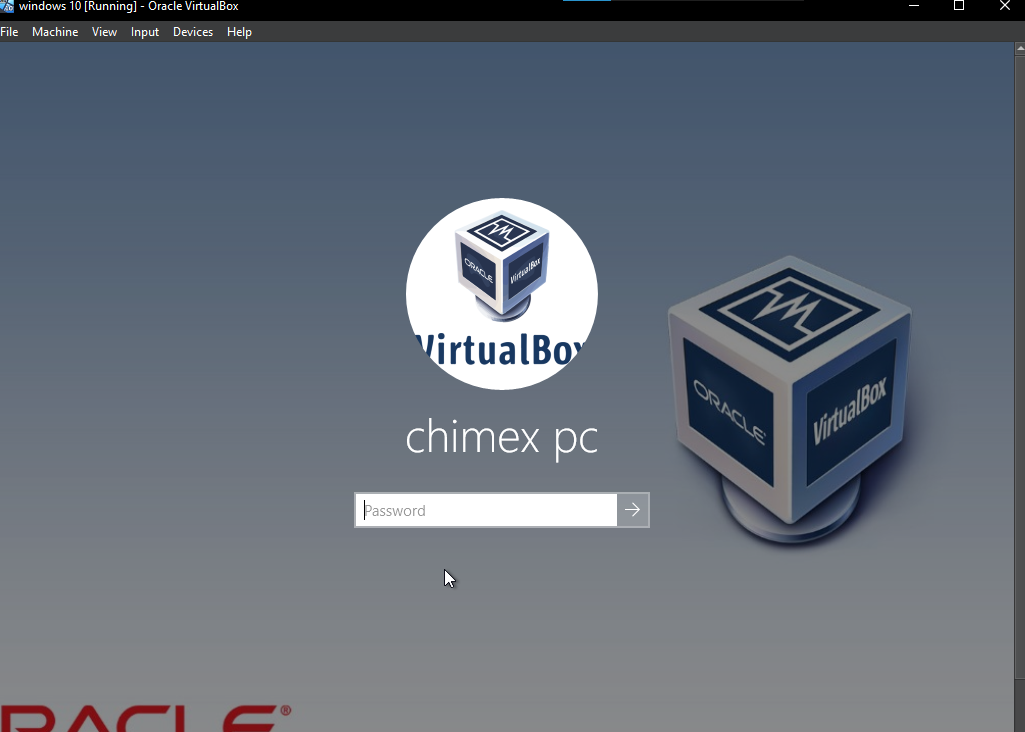 windows 10 [Running] - Oracle VirtualBox
File Machine View Input Devices Help
ORACLE VirtualBox
VirtualBox
chimex pc
ORACLE VirtualBox
Password
ORACLE®